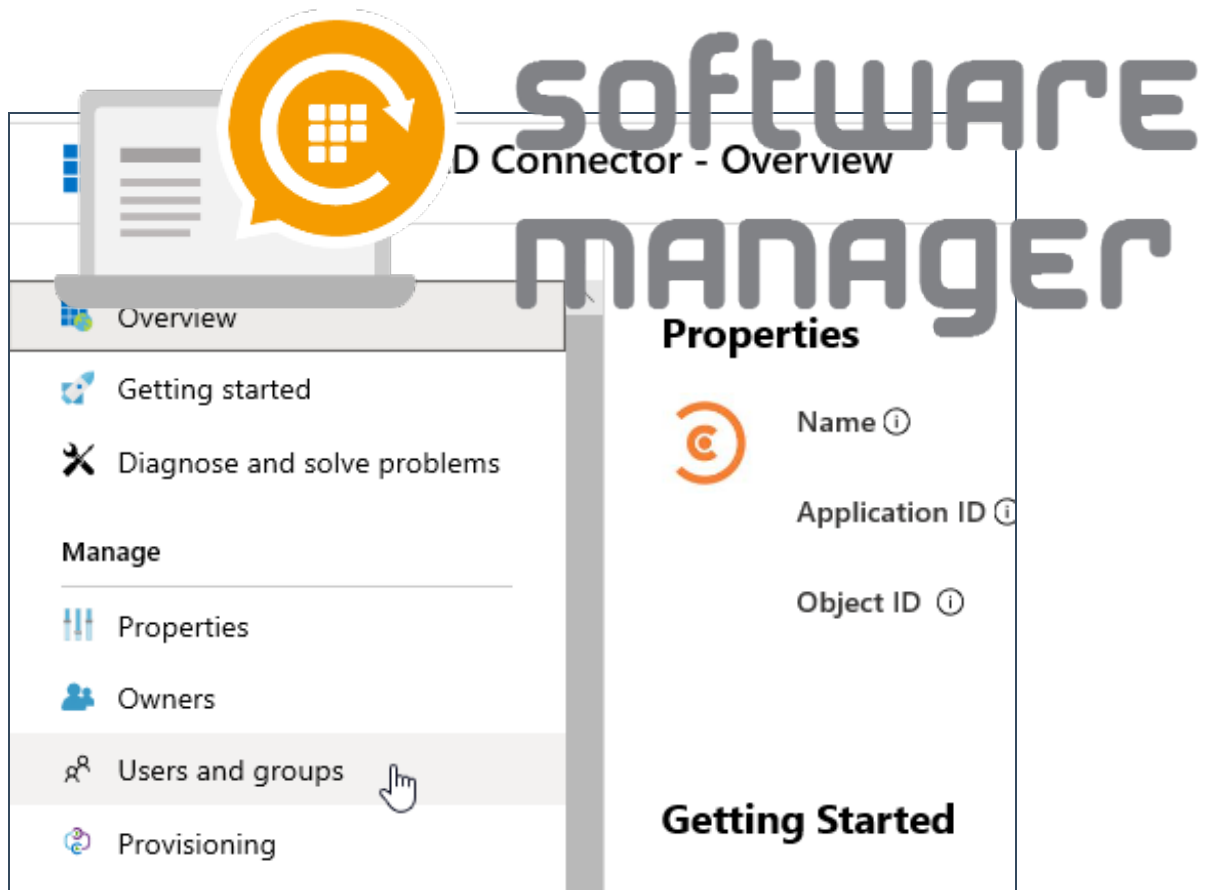 software
manager
D Connector - Overview
Overview
Getting started
Diagnose and solve problems
Manage
Properties
Owners
Users and groups
Provisioning
Properties
Name
Application ID
Object ID
Getting Started